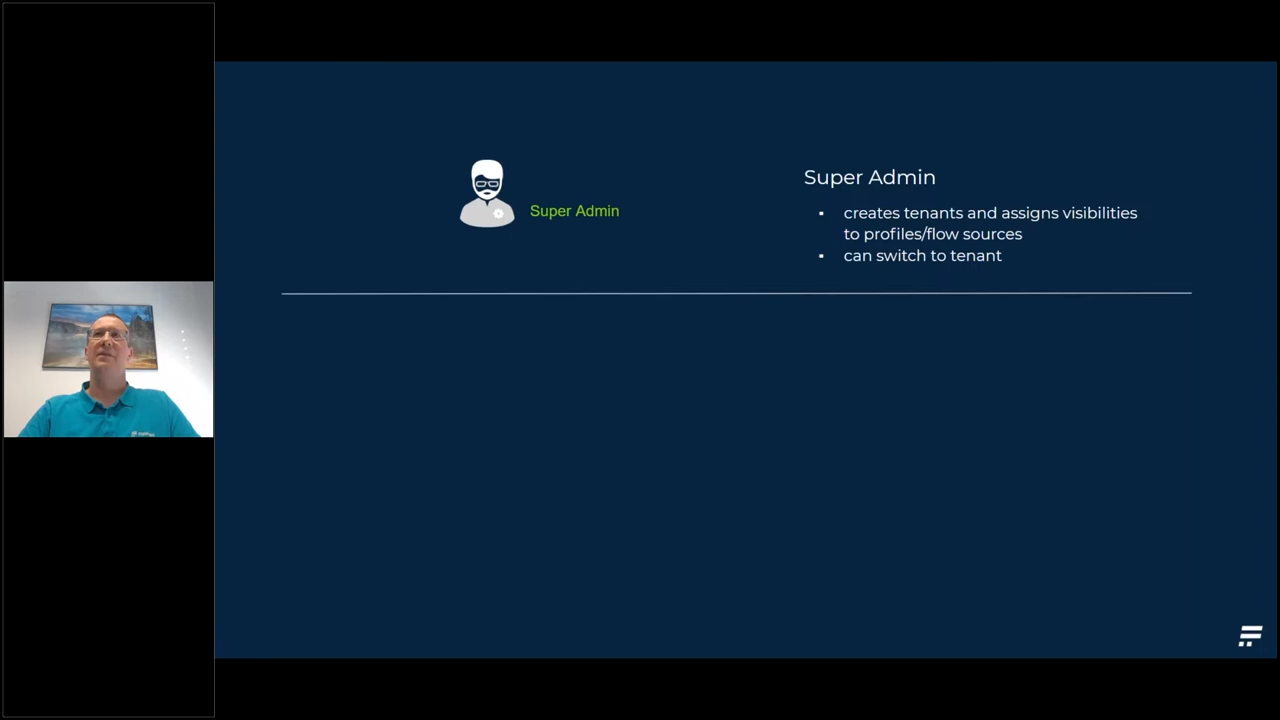 Super Admin
Super Admin
▪ creates tenants and assigns visibilities
to profiles/flow sources
▪ can switch to tenant